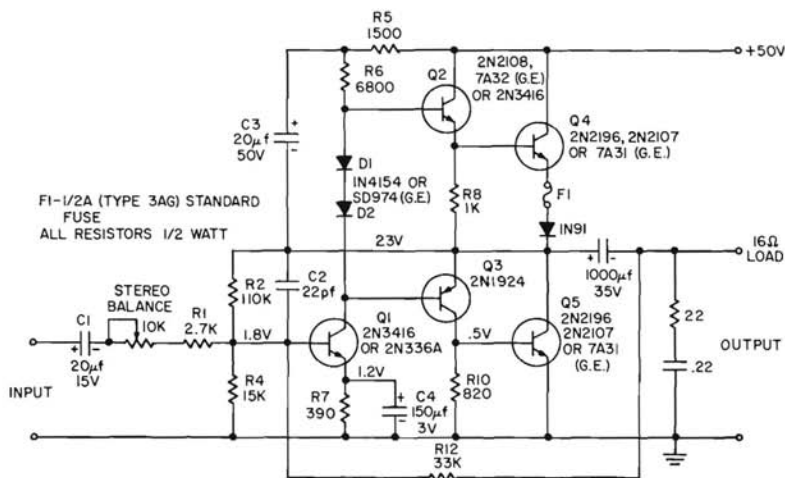 R5
1500
+50V
R6
6800
Q2
2N2108,
7A32 (G.E.)
OR 2N3416
Q4
2N2196, 2N2107
OR 7A31 (G.E.)
C3
20µf
50V
+
−
D1
IN4154 OR
SD974 (G.E.)
D2
R8
1K
F1
IN91
F1-1/2A (TYPE 3AG) STANDARD
FUSE
ALL RESISTORS 1/2 WATT
23V
+ −
1000µf
35V
16Ω
LOAD
R2
110K
C2
22pf
Q3
2N1924
STEREO
BALANCE
10K
C1
+ −
20µf
15V
R1
2.7K
1.8V
Q1
2N3416
OR 2N336A
.5V
Q5
2N2196
2N2107
OR 7A31
(G.E.)
22
.22
OUTPUT
INPUT
R4
15K
1.2V
R7
390
+
−
C4
150µf
3V
R10
820
R12
33K